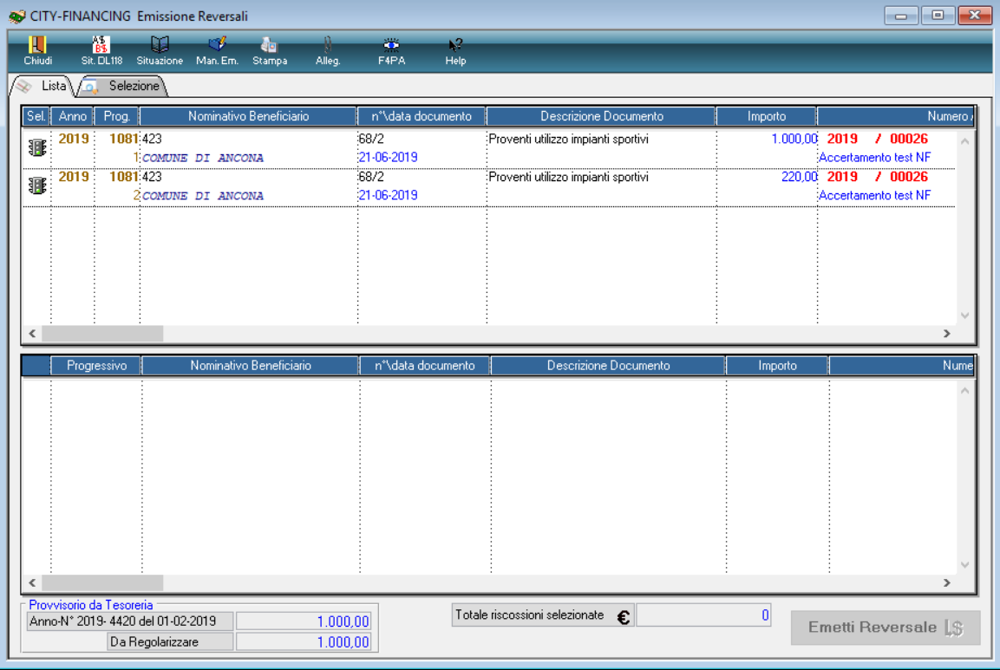 CITY-FINANCING Emissione Reversali
Chiudi Sit. DL118 Situazione Man. Em. Stampa Alleg. F4PA Help
Lista Selezione
Sel. Anno Prog. Nominativo Beneficiario n°\data documento Descrizione Documento Importo Numero
2019 1081 423 68/2 Proventi utilizzo impianti sportivi 1.000,00 2019 / 00026
1 COMUNE DI ANCONA 21-06-2019 Accertamento test NF
2019 1081 423 68/2 Proventi utilizzo impianti sportivi 220,00 2019 / 00026
2 COMUNE DI ANCONA 21-06-2019 Accertamento test NF
Progressivo Nominativo Beneficiario n°\data documento Descrizione Documento Importo Nume
Provvisorio da Tesoreria
Anno-N° 2019- 4420 del 01-02-2019 1.000,00
Da Regolarizzare 1.000,00
Totale riscossioni selezionate € 0
Emetti Reversale